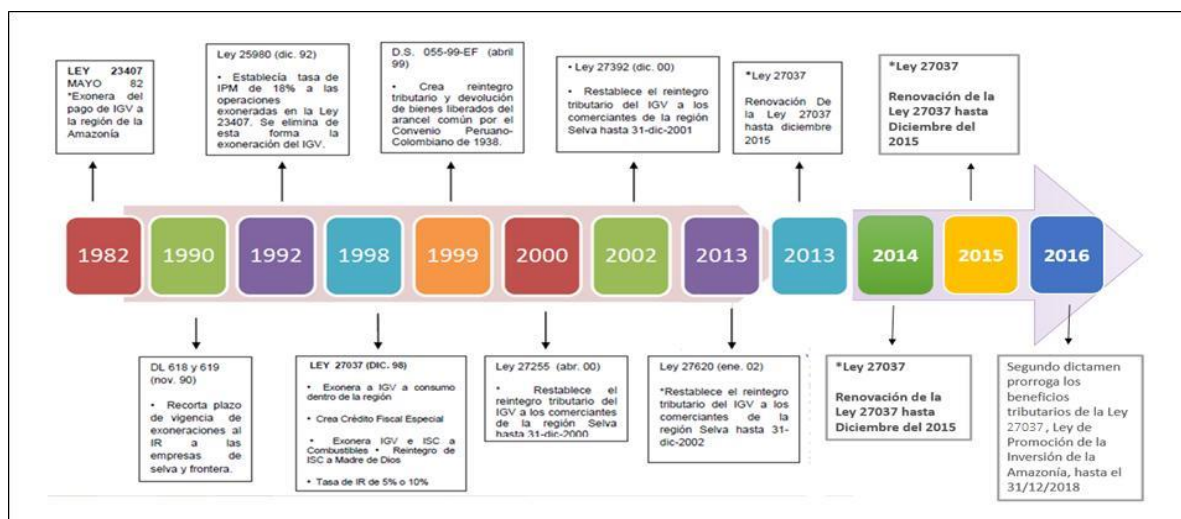 LEY 23407
MAYO 82
*Exonera del
pago de IGV a
la región de la
Amazonía
Ley 25980 (dic. 92)
• Establecía tasa de
IPM de 18% a las
operaciones
exoneradas en la Ley
23407. Se elimina de
esta forma la
exoneración del IGV.
D.S. 055-99-EF (abril
99)
• Crea reintegro
tributario y devolución
de bienes liberados del
arancel común por el
Convenio Peruano-
Colombiano de 1938.
• Ley 27392 (dic. 00)
• Restablece el reintegro
tributario del IGV a los
comerciantes de la región
Selva hasta 31-dic-2001
*Ley 27037
Renovación De
la Ley 27037
hasta diciembre
2015
*Ley 27037
Renovación de la
Ley 27037 hasta
Diciembre del
2015
1982
1990
1992
1998
1999
2000
2002
2013
2013
2014
2015
2016
DL 618 y 619
(nov. 90)
• Recorta plazo
de vigencia de
exoneraciones al
IR a las
empresas de
selva y frontera.
LEY 27037 (DIC. 98)
• Exonera a IGV a consumo
dentro de la región
• Crea Crédito Fiscal Especial
• Exonera IGV e ISC a
Combustibles • Reintegro de
ISC a Madre de Dios
• Tasa de IR de 5% o 10%
Ley 27255 (abr. 00)
• Restablece el
reintegro tributario del
IGV a los comerciantes
de la región Selva
hasta 31-dic-2000
Ley 27620 (ene. 02)
*Restablece el reintegro
tributario del IGV a los
comerciantes de la
región Selva hasta 31-
dic-2002
*Ley 27037
Renovación de la
Ley 27037 hasta
Diciembre del 2015
Segundo dictamen
prorroga los
beneficios
tributarios de la Ley
27037, Ley de
Promoción de la
Inversión de la
Amazonía, hasta el
31/12/2018